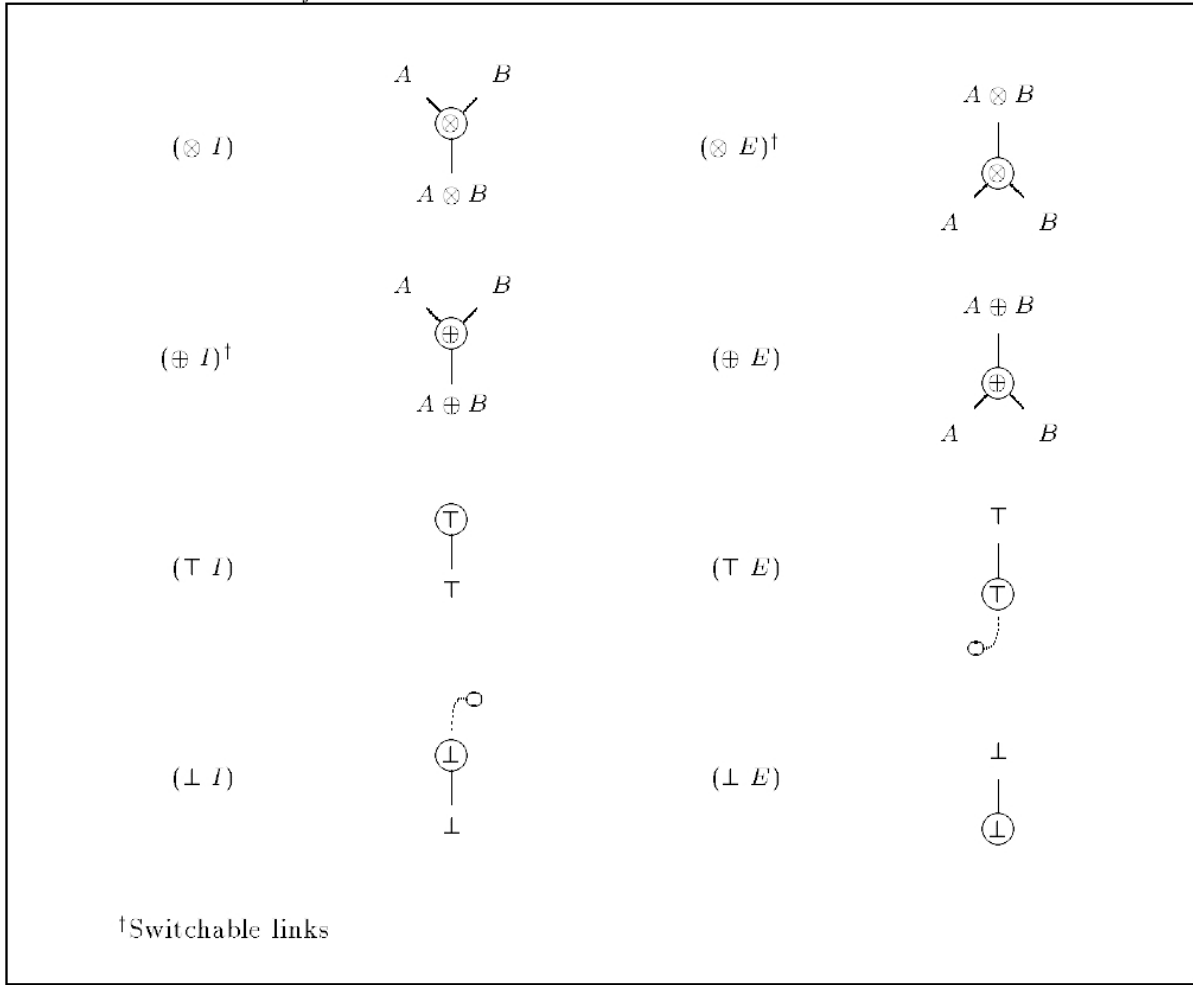 A B A ⊗ B
(⊗ I) ⊗ (⊗ E)† ⊗
A ⊗ B A B
A B A ⊕ B
(⊕ I)† ⊕ (⊕ E) ⊕
A ⊕ B A B
⊤ ⊤
(⊤ I) ⊤ (⊤ E) ⊤
⊥ ⊥
(⊥ I) ⊥ (⊥ E) ⊥
†Switchable links